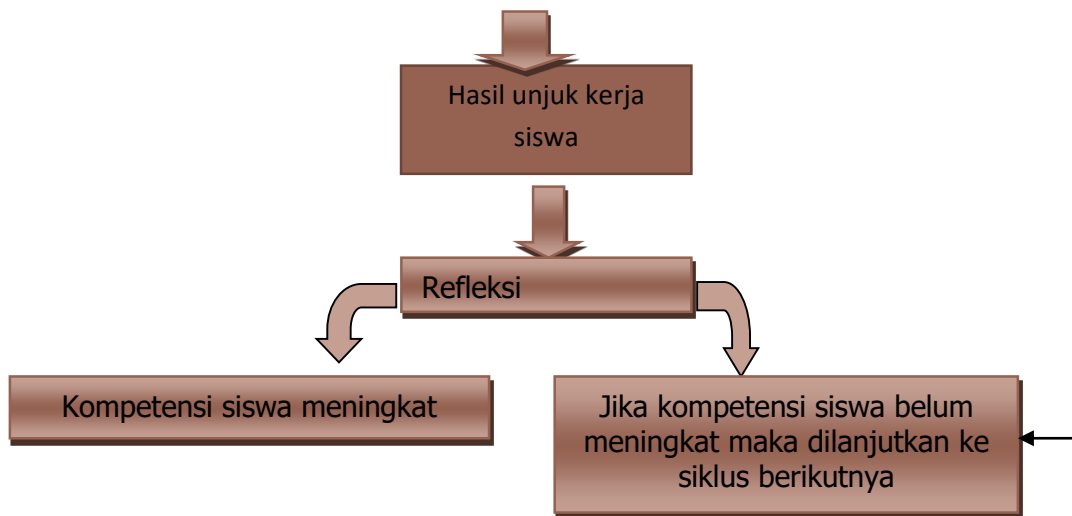 Hasil unjuk kerja
siswa
Refleksi
Kompetensi siswa meningkat
Jika kompetensi siswa belum
meningkat maka dilanjutkan ke
siklus berikutnya